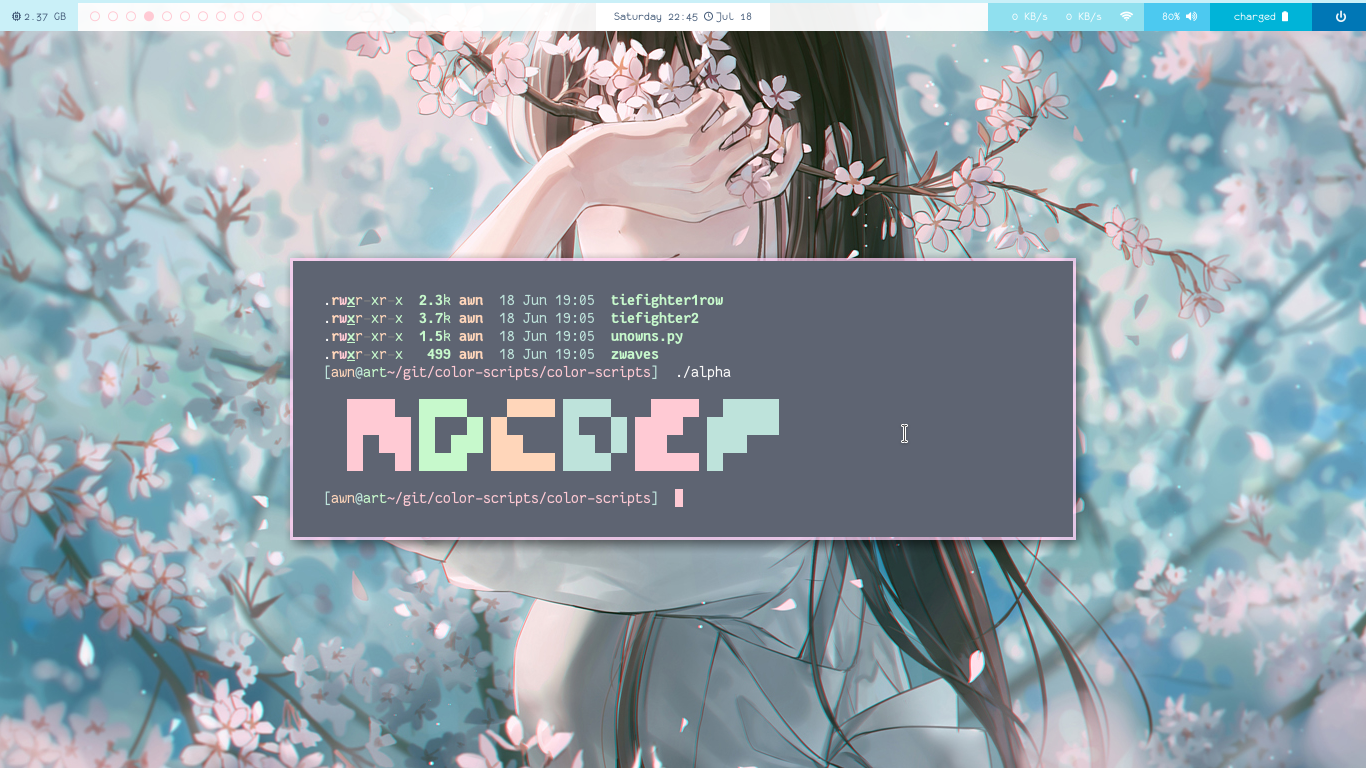 2.37 GB Saturday 22:45 Jul 18 0 KB/s 0 KB/s 80% charged
.rwxr-xr-x 2.3k awn 18 Jun 19:05 tiefighter1row
.rwxr-xr-x 3.7k awn 18 Jun 19:05 tiefighter2
.rwxr-xr-x 1.5k awn 18 Jun 19:05 unowns.py
.rwxr-xr-x 499 awn 18 Jun 19:05 zwaves
[awn@art~/git/color-scripts/color-scripts] ./alpha
ABCDEF
[awn@art~/git/color-scripts/color-scripts]